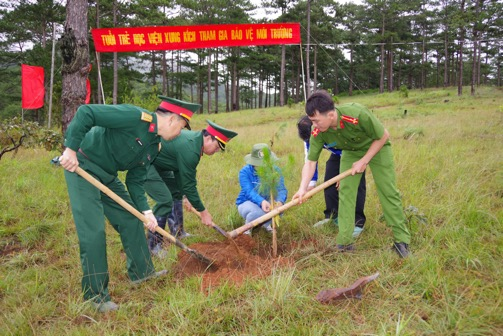 TUỔI TRẺ HỌC VIỆN XUNG KÍCH THAM GIA BẢO VỆ MÔI TRƯỜNG